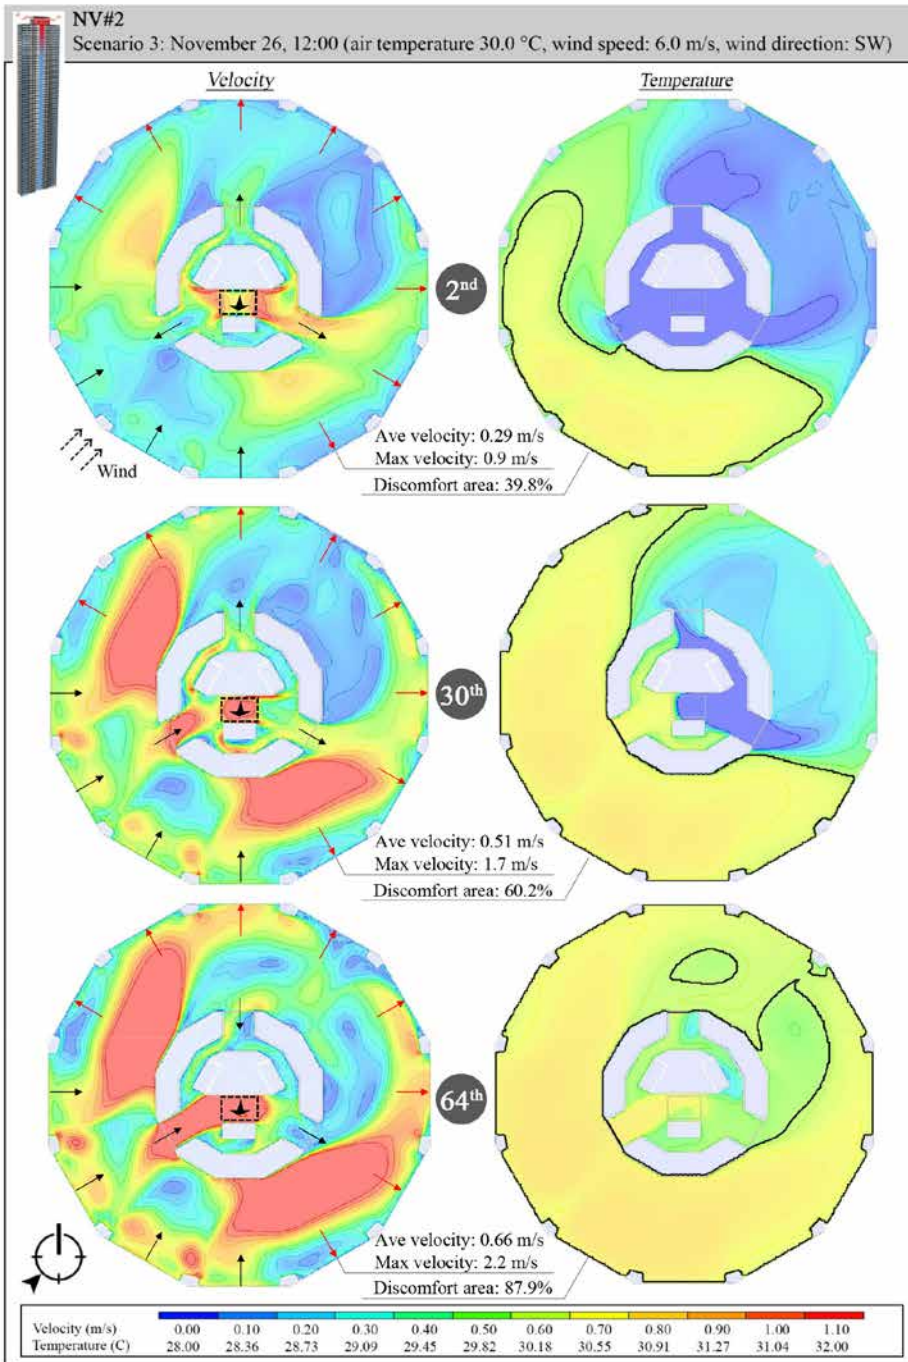 NV#2
Scenario 3: November 26, 12:00 (air temperature 30.0 °C, wind speed: 6.0 m/s, wind direction: SW)
Velocity
Temperature
2nd
Wind
Ave velocity: 0.29 m/s
Max velocity: 0.9 m/s
Discomfort area: 39.8%
30th
Ave velocity: 0.51 m/s
Max velocity: 1.7 m/s
Discomfort area: 60.2%
64th
Ave velocity: 0.66 m/s
Max velocity: 2.2 m/s
Discomfort area: 87.9%
Velocity (m/s) 0.00 0.10 0.20 0.30 0.40 0.50 0.60 0.70 0.80 0.90 1.00 1.10
Temperature (C) 28.00 28.36 28.73 29.09 29.45 29.82 30.18 30.55 30.91 31.27 31.04 32.00